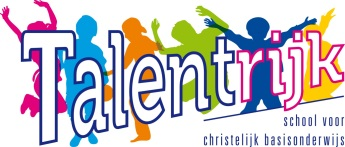 Talentrijk
school voor
christelijk basisonderwijs